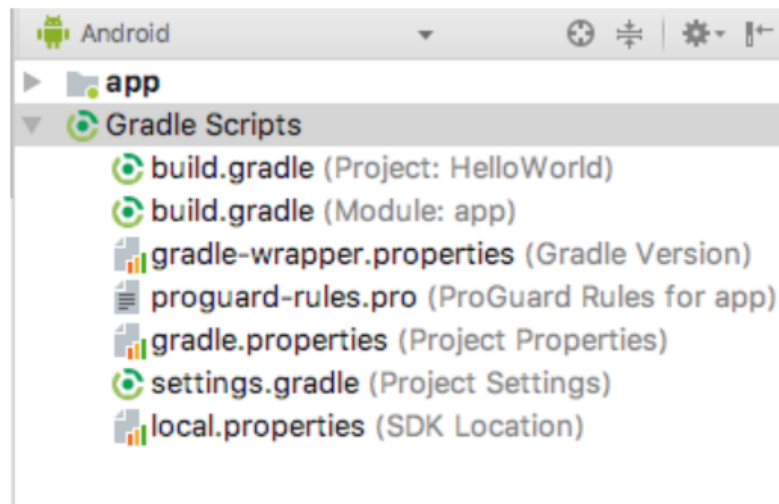 Android
app
Gradle Scripts
build.gradle (Project: HelloWorld)
build.gradle (Module: app)
gradle-wrapper.properties (Gradle Version)
proguard-rules.pro (ProGuard Rules for app)
gradle.properties (Project Properties)
settings.gradle (Project Settings)
local.properties (SDK Location)